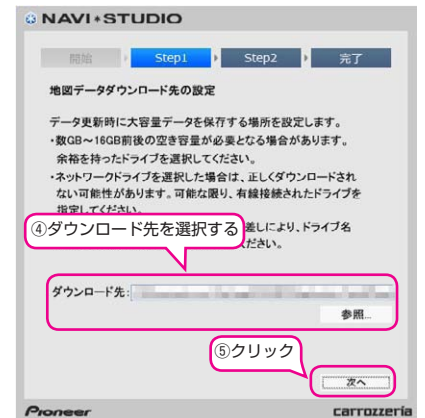 NAVI*STUDIO
開始 Step1 Step2 完了
地図データダウンロード先の設定
データ更新時に大容量データを保存する場所を設定します。
・数GB～16GB前後の空き容量が必要となる場合があります。
余裕を持ったドライブを選択してください。
・ネットワークドライブを選択した場合は、正しくダウンロードされ
ない可能性があります。可能な限り、有線接続されたドライブを
指定してください。
④ダウンロード先を選択する
差しにより、ドライブ名
ださい。
ダウンロード先:
参照...
⑤クリック
次へ
Pioneer carrozzeria